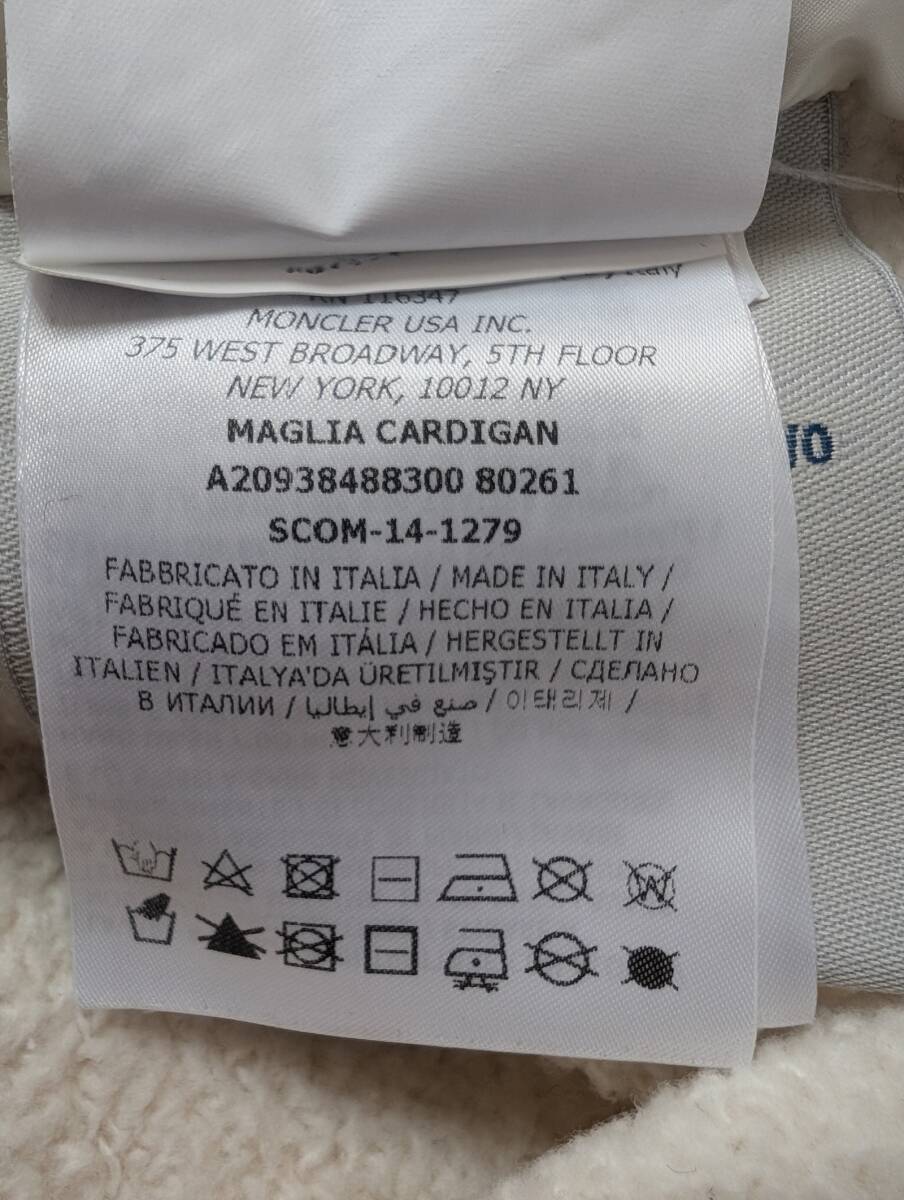 Italy
RN 116347
MONCLER USA INC.
375 WEST BROADWAY, 5TH FLOOR
NEW YORK, 10012 NY
MAGLIA CARDIGAN
A20938488300 80261
SCOM-14-1279
FABBRICATO IN ITALIA / MADE IN ITALY /
FABRIQUÉ EN ITALIE / HECHO EN ITALIA /
FABRICADO EM ITÁLIA / HERGESTELLT IN
ITALIEN / ITALYA'DA ÜRETILMIŞTIR / СДЕЛАНО
В ИТАЛИИ / صنع في إيطاليا / 이태리제 /
意大利制造
W